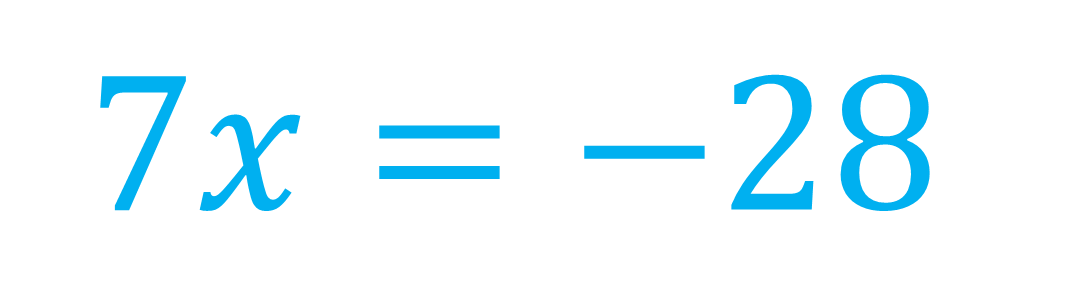 7x = −28